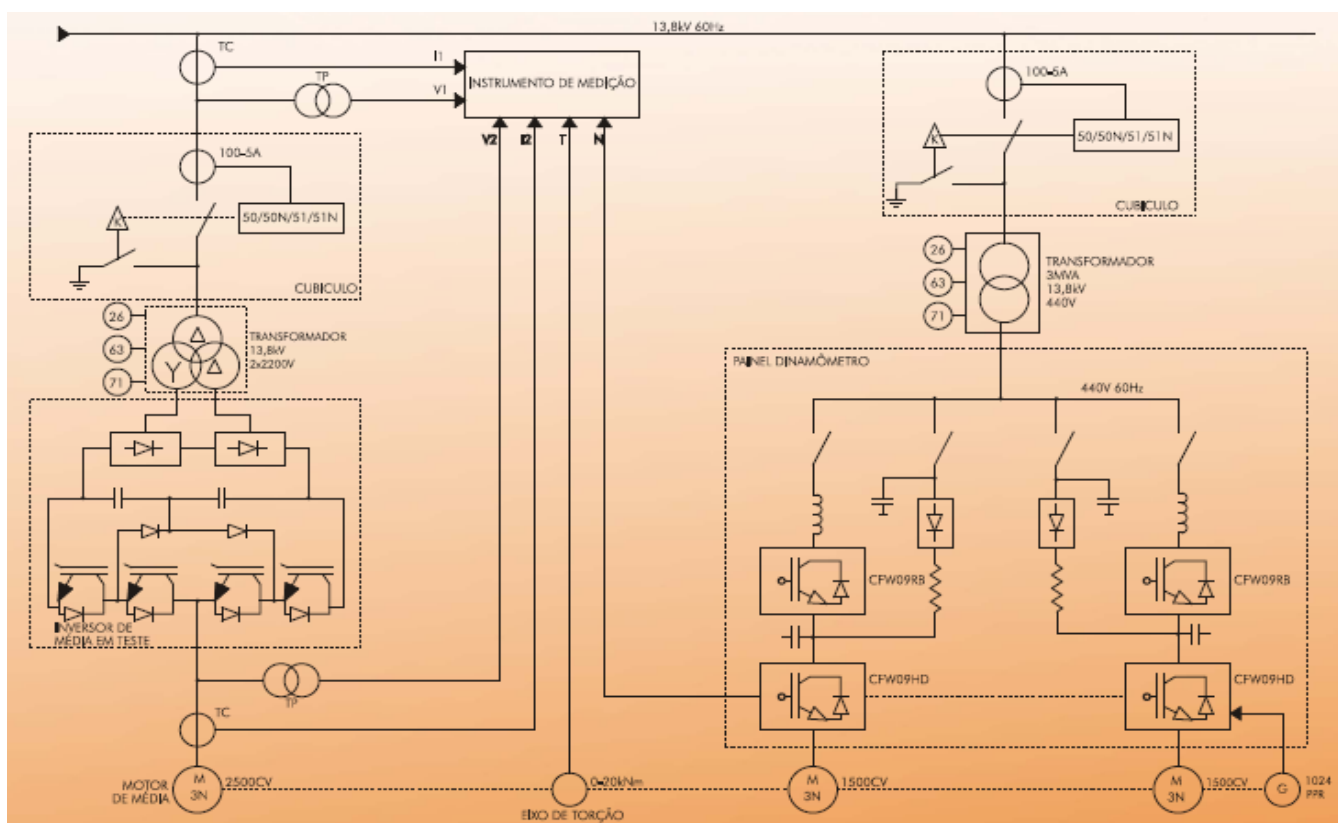 13,8kV 60Hz
TC
I1
TP
V1
INSTRUMENTO DE MEDIÇÃO
V2
I2
T
N
100-5A
K
50/50N/51/51N
CUBICULO
100-5A
K
50/50N/51/51N
CUBICULO
26
63
71
Δ
Y
Δ
TRANSFORMADOR
13,8kV
2x2200V
26
63
71
TRANSFORMADOR
3MVA
13,8kV
440V
PAINEL DINAMÔMETRO
440V 60Hz
CFW09RB
CFW09RB
INVERSOR DE
MÉDIA EM TESTE
CFW09HD
CFW09HD
TP
TC
MOTOR
DE MÉDIA
M
3N
2500CV
0-20kNm
EIXO DE TORÇÃO
M
3N
1500CV
M
3N
1500CV
G
1024
PPR